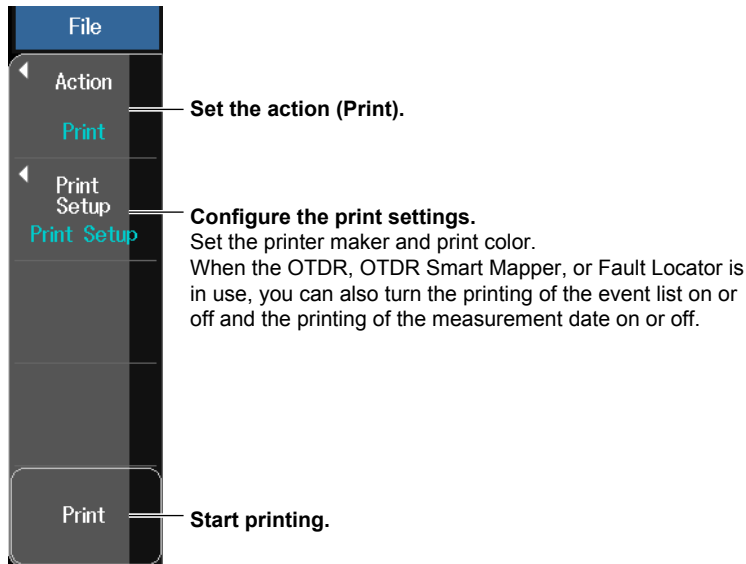 File
Action
Print
Set the action (Print).
Print
Setup
Print Setup
Configure the print settings.
Set the printer maker and print color.
When the OTDR, OTDR Smart Mapper, or Fault Locator is
in use, you can also turn the printing of the event list on or
off and the printing of the measurement date on or off.
Print
Start printing.